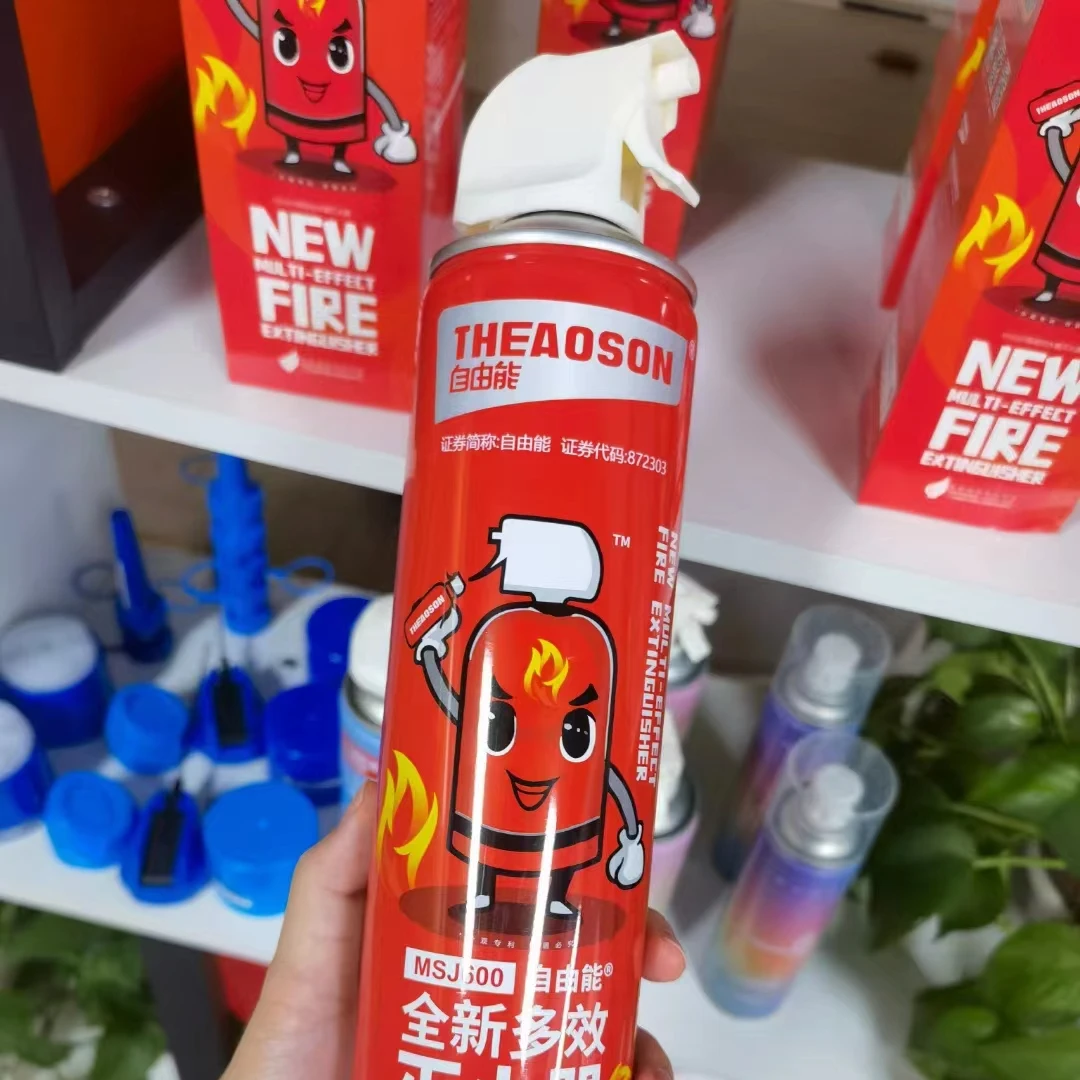 NEW
MULTI-EFFECT
FIRE
EXTINGUISHER
THEAOSON
NEW
MULTI-EFFECT
FIRE
EXTINGUISHER
THEAOSON®
自由能
证券简称:自由能 证券代码:872303
TM
THEAOSON
NEW MULTI-EFFECT
FIRE EXTINGUISHER
MSJ600 自由能®
全新多效